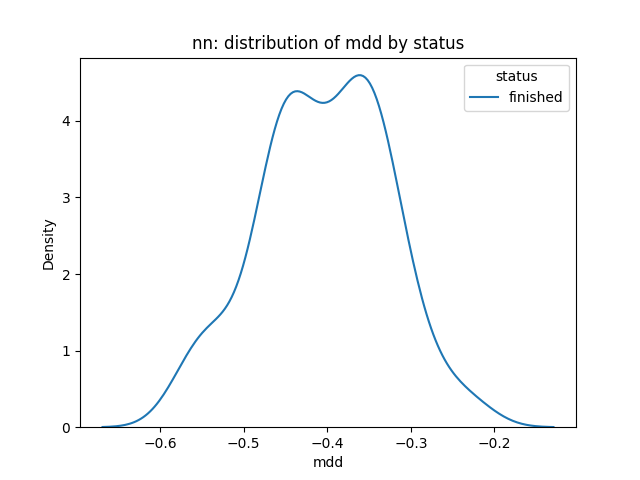 nn: distribution of mdd by status
status
finished
Density
4
3
2
1
0
−0.6
−0.5
−0.4
−0.3
−0.2
mdd